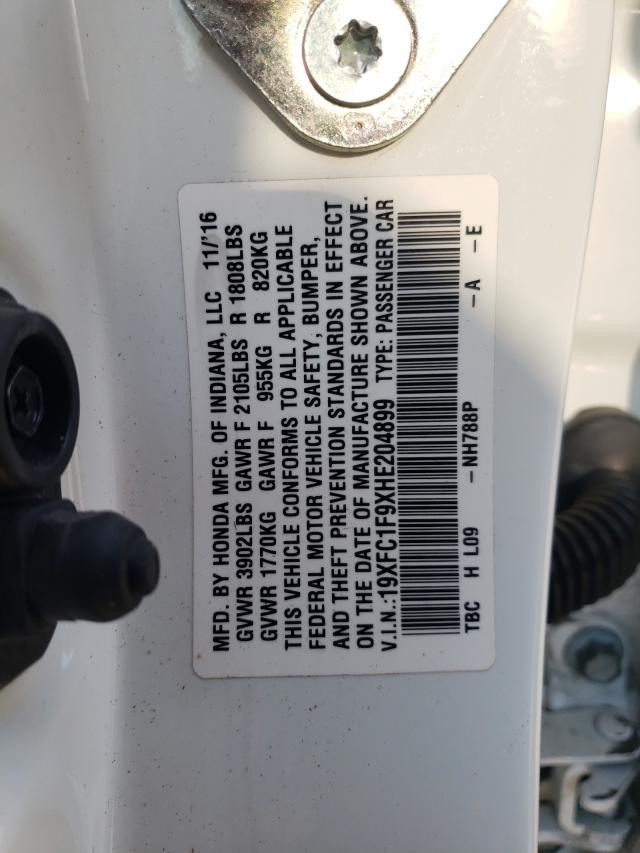 MFD. BY HONDA MFG. OF INDIANA, LLC 11/'16
GVWR 3902LBS GAWR F 2105LBS R 1808LBS
GVWR 1770KG GAWR F 955KG R 820KG
THIS VEHICLE CONFORMS TO ALL APPLICABLE
FEDERAL MOTOR VEHICLE SAFETY, BUMPER,
AND THEFT PREVENTION STANDARDS IN EFFECT
ON THE DATE OF MANUFACTURE SHOWN ABOVE.
V.I.N.:19XFC1F9XHE204899 TYPE: PASSENGER CAR
TBC H L09 -NH788P -A -E